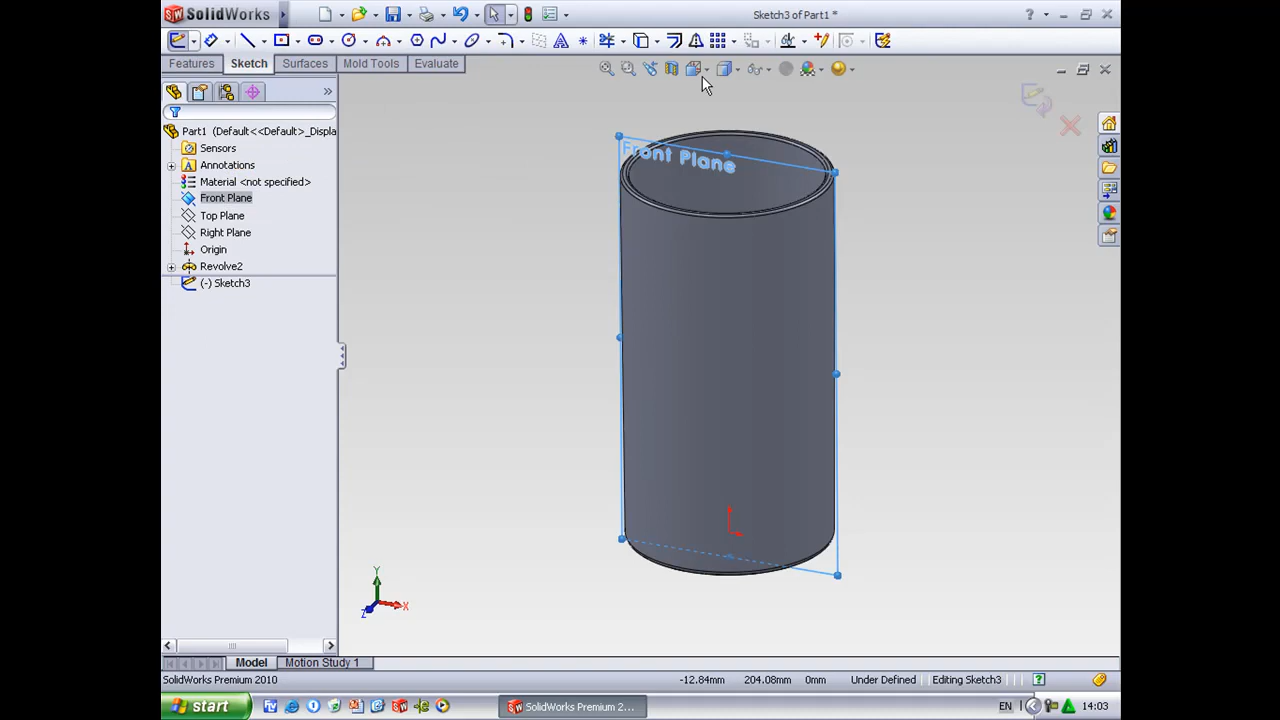 SolidWorks
Sketch3 of Part1 *
Features
Sketch
Surfaces
Mold Tools
Evaluate
Part1 (Default<<Default>_Displa
Sensors
Annotations
Material <not specified>
Front Plane
Top Plane
Right Plane
Origin
Revolve2
(-) Sketch3
Front Plane
Y
X
Z
Model
Motion Study 1
SolidWorks Premium 2010
-12.84mm
204.08mm
0mm
Under Defined
Editing Sketch3
start
SolidWorks Premium 2...
EN
14:03